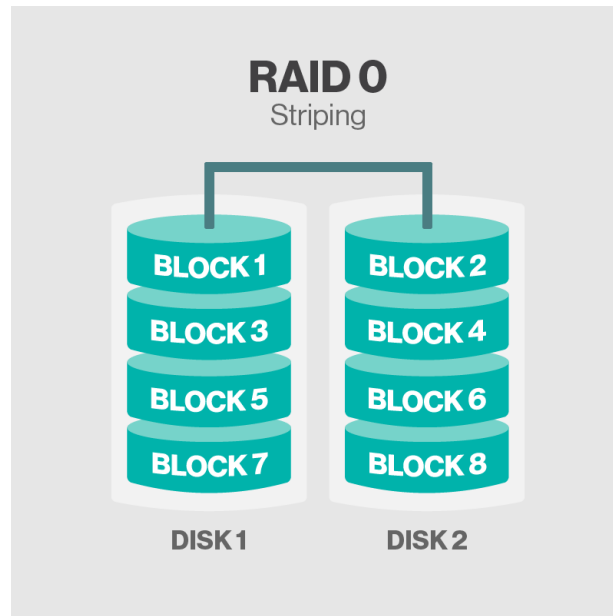 RAID 0
Striping
BLOCK 1
BLOCK 2
BLOCK 3
BLOCK 4
BLOCK 5
BLOCK 6
BLOCK 7
BLOCK 8
DISK 1
DISK 2